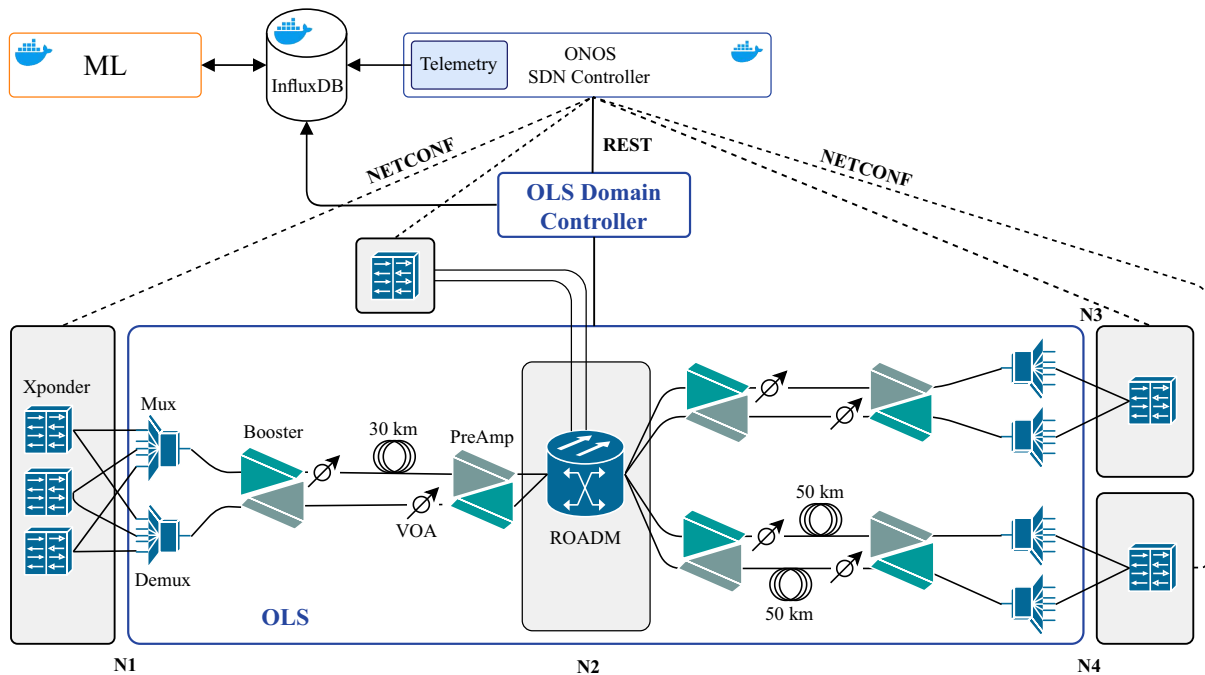 ML
InfluxDB
Telemetry
ONOS
SDN Controller
NETCONF
REST
NETCONF
OLS Domain
Controller
N3
Xponder
Mux
Booster
30 km
PreAmp
VOA
ROADM
50 km
50 km
Demux
OLS
N1
N2
N4